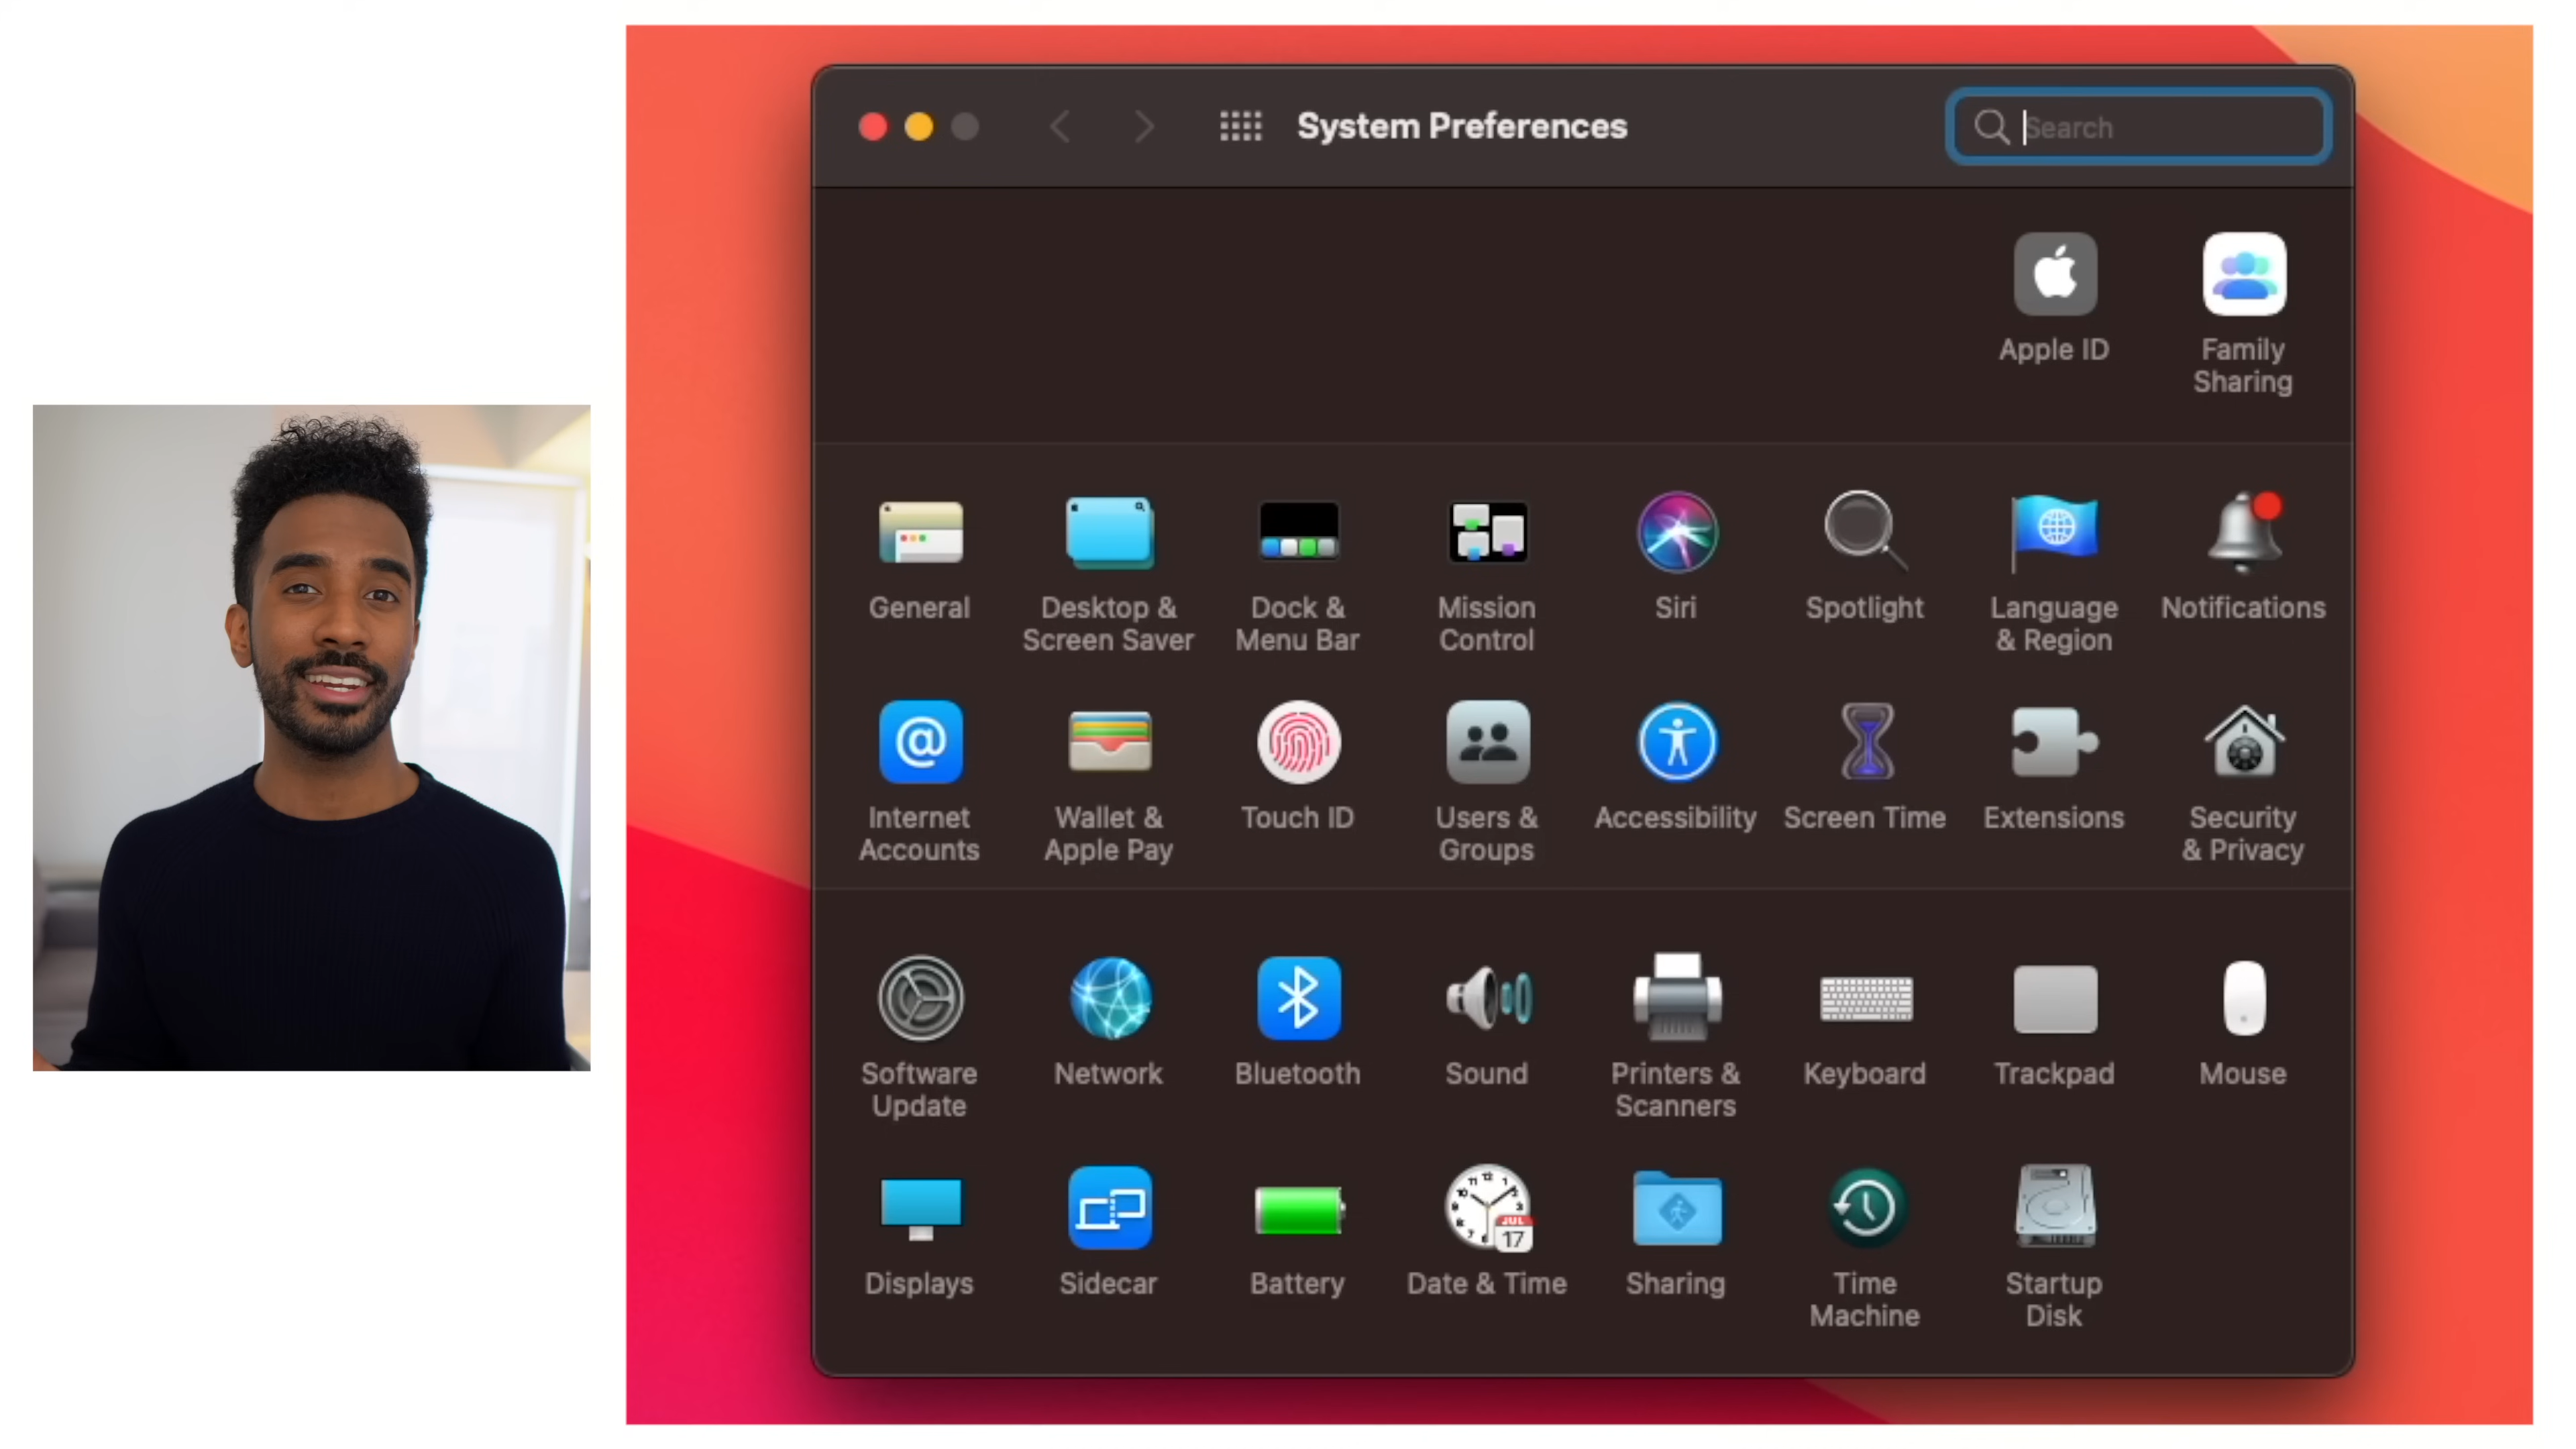 System Preferences
Search
Apple ID
Family
Sharing
General
Desktop &
Screen Saver
Dock &
Menu Bar
Mission
Control
Siri
Spotlight
Language
& Region
Notifications
Internet
Accounts
Wallet &
Apple Pay
Touch ID
Users &
Groups
Accessibility
Screen Time
Extensions
Security
& Privacy
Software
Update
Network
Bluetooth
Sound
Printers &
Scanners
Keyboard
Trackpad
Mouse
Displays
Sidecar
Battery
JUL
17
Date & Time
Sharing
Time
Machine
Startup
Disk